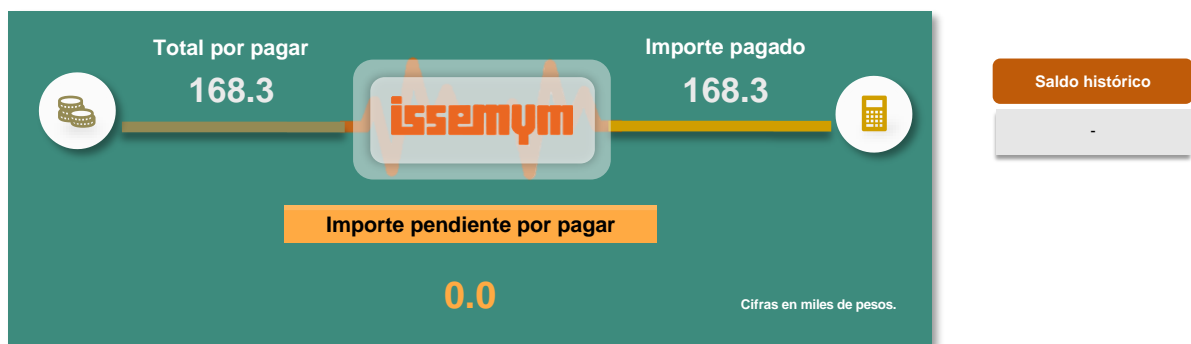 Total por pagar
168.3
issemym
Importe pagado
168.3
Importe pendiente por pagar
0.0
Cifras en miles de pesos.
Saldo histórico
-